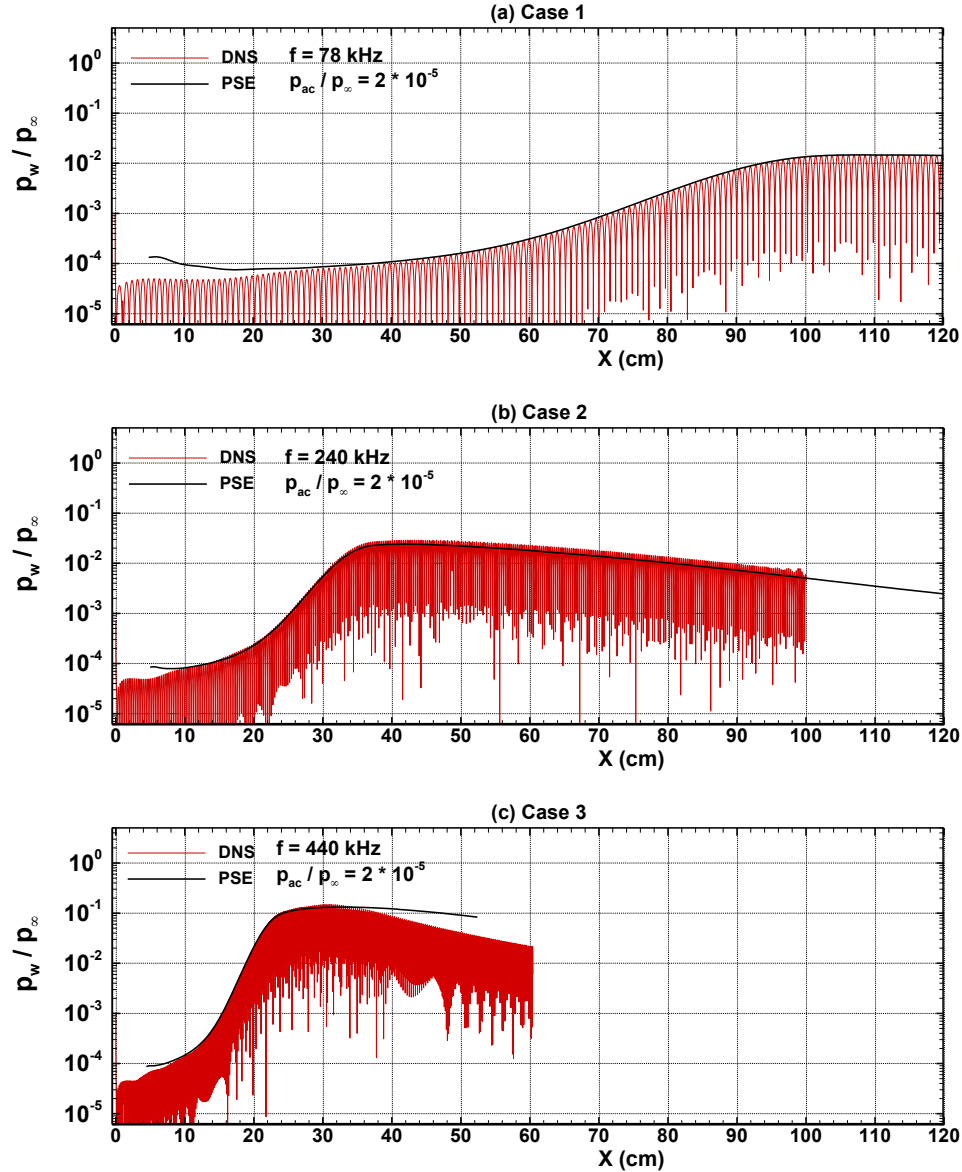 (a) Case 1
DNS f = 78 kHz
PSE p_ac / p_∞ = 2 * 10^-5
p_w / p_∞
10^0
10^-1
10^-2
10^-3
10^-4
10^-5
0 10 20 30 40 50 60 70 80 90 100 110 120
X (cm)
(b) Case 2
DNS f = 240 kHz
PSE p_ac / p_∞ = 2 * 10^-5
p_w / p_∞
10^0
10^-1
10^-2
10^-3
10^-4
10^-5
0 10 20 30 40 50 60 70 80 90 100 110 120
X (cm)
(c) Case 3
DNS f = 440 kHz
PSE p_ac / p_∞ = 2 * 10^-5
p_w / p_∞
10^0
10^-1
10^-2
10^-3
10^-4
10^-5
0 10 20 30 40 50 60 70 80 90 100 110 120
X (cm)